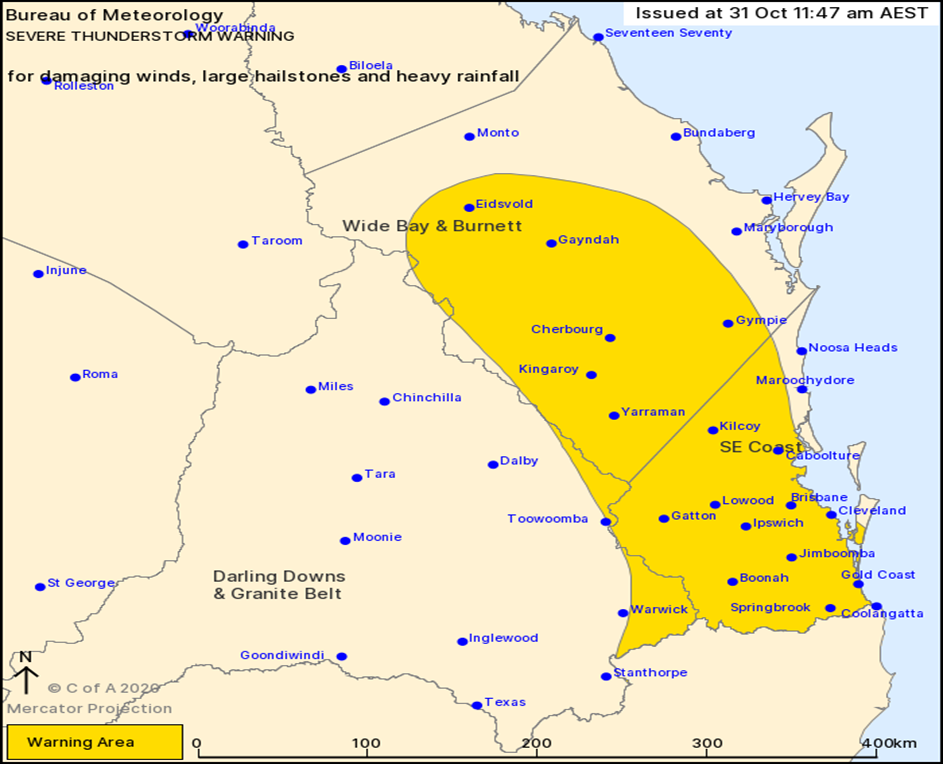 Bureau of Meteorology
Issued at 31 Oct 11:47 am AEST
SEVERE THUNDERSTORM WARNING
for damaging winds, large hailstones and heavy rainfall
Woorabinda
Seventeen Seventy
Biloela
Rolleston
Monto
Bundaberg
Hervey Bay
Eidsvold
Wide Bay & Burnett
Maryborough
Taroom
Gayndah
Injune
Gympie
Cherbourg
Noosa Heads
Kingaroy
Roma
Maroochydore
Miles
Chinchilla
Yarraman
Kilcoy
SE Coast
Caboolture
Dalby
Tara
Brisbane
Lowood
Cleveland
Toowoomba
Gatton
Ipswich
Moonie
Jimboomba
Darling Downs
& Granite Belt
Gold Coast
Boonah
St George
Springbrook
Warwick
Coolangatta
Inglewood
Goondiwindi
N
Stanthorpe
© C of A 2020
Texas
Mercator Projection
Warning Area
0 100 200 300 400km